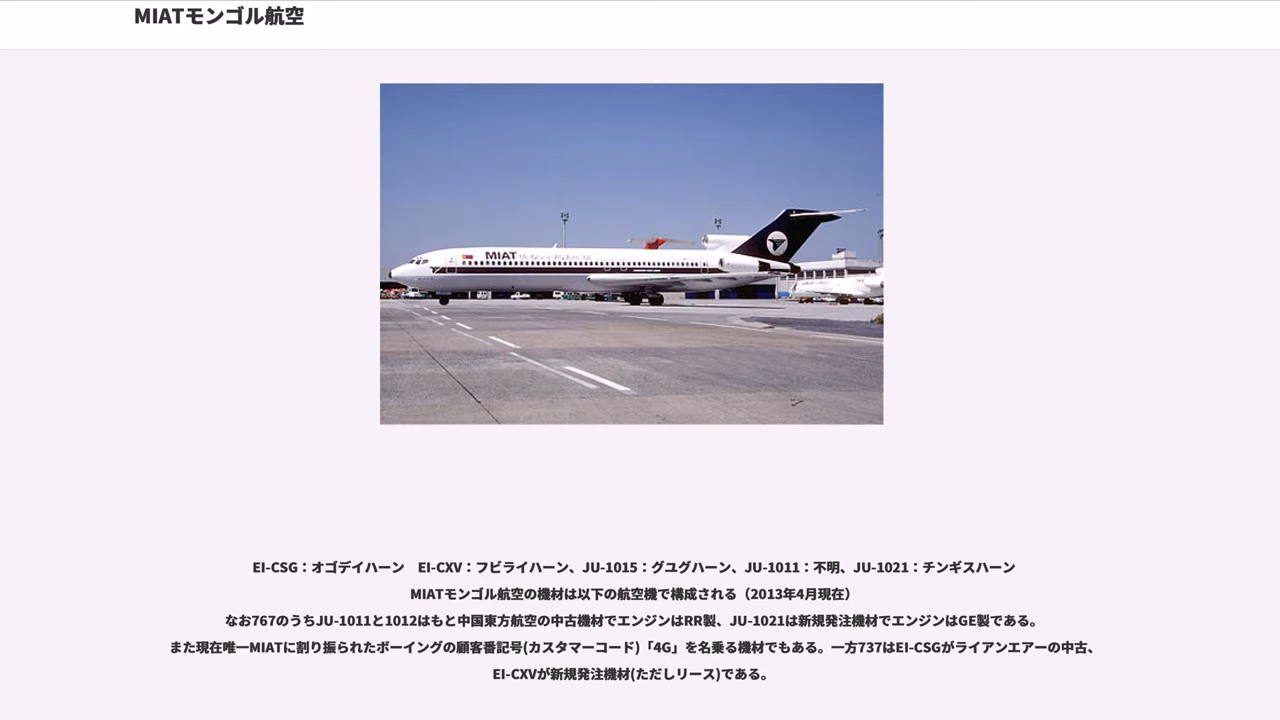 MIATモンゴル航空
MIAT
EI-CSG：オゴデイハーン　EI-CXV：フビライハーン、JU-1015：グユグハーン、JU-1011：不明、JU-1021：チンギスハーン
MIATモンゴル航空の機材は以下の航空機で構成される（2013年4月現在）
なお767のうちJU-1011と1012はもと中国東方航空の中古機材でエンジンはRR製、JU-1021は新規発注機材でエンジンはGE製である。
また現在唯一MIATに割り振られたボーイングの顧客番記号(カスタマーコード)「4G」を名乗る機材でもある。一方737はEI-CSGがライアンエアーの中古、
EI-CXVが新規発注機材(ただしリース)である。